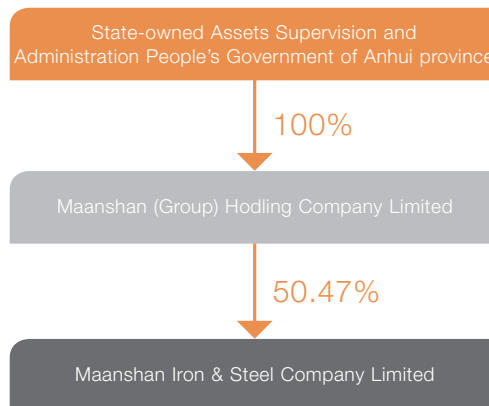 State-owned Assets Supervision and
Administration People's Government of Anhui province
100%
Maanshan (Group) Hodling Company Limited
50.47%
Maanshan Iron & Steel Company Limited